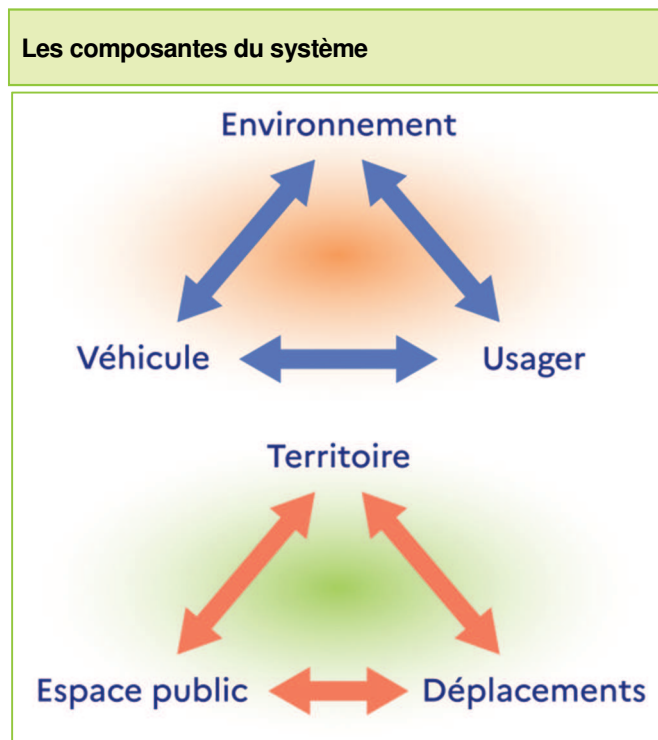 Les composantes du système
Environnement
Véhicule
Usager
Territoire
Espace public
Déplacements